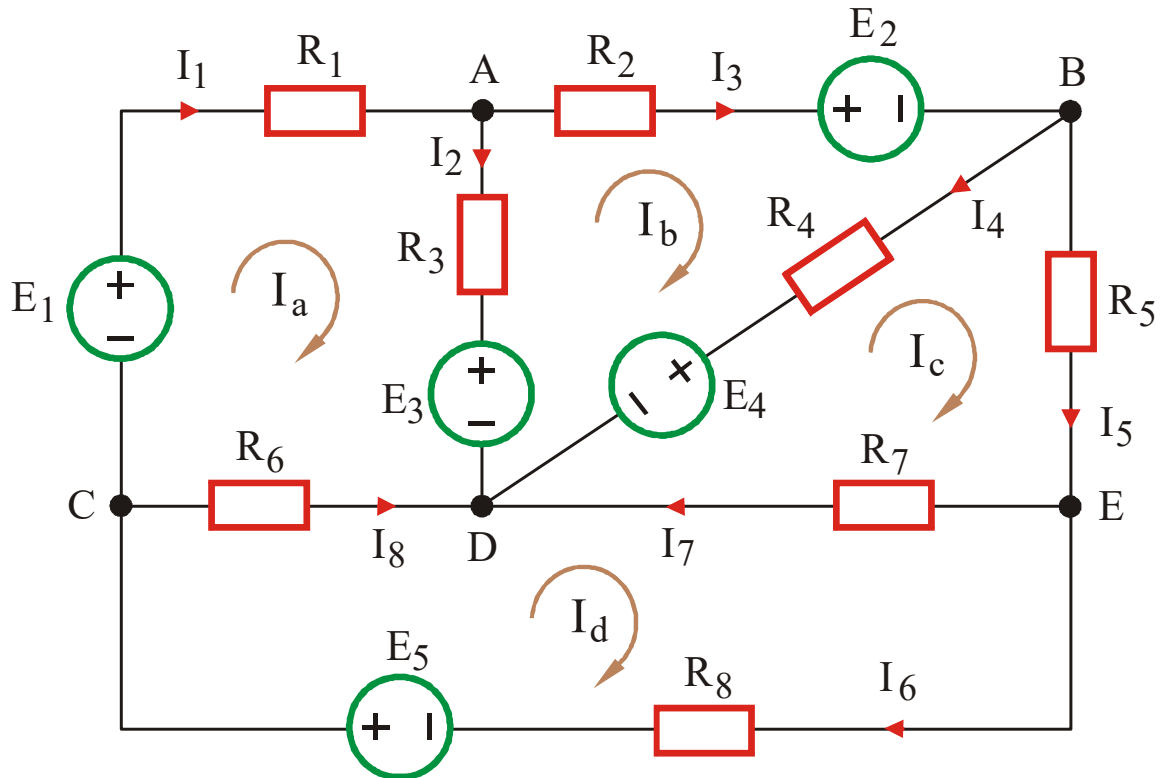 E2
I1 R1 A R2 I3 B
+ −
I2
R4 I4
R3 Ib
E1 + − Ia
R5
Ic
E3 + − + − E4
I5
R6 R7
C E
I8 D I7
Id
E5 R8 I6
+ −